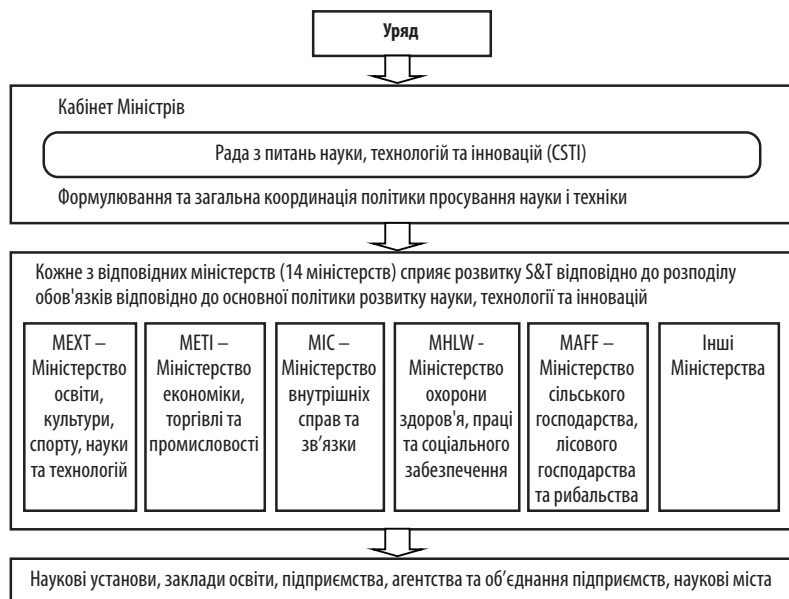 Уряд
Кабінет Міністрів
Рада з питань науки, технологій та інновацій (CSTI)
Формулювання та загальна координація політики просування науки і техніки
Кожне з відповідних міністерств (14 міністерств) сприяє розвитку S&T відповідно до розподілу
обов'язків відповідно до основної політики розвитку науки, технології та інновацій
MEXT –
Міністерство
освіти,
культури,
спорту, науки
та технологій
METI –
Міністерство
економіки,
торгівлі та
промисловості
MIC –
Міністерство
внутрішніх
справ та
зв’язки
MHLW -
Міністерство
охорони
здоров'я, праці
та соціального
забезпечення
MAFF –
Міністерство
сільського
господарства,
лісового
господарства
та рибальства
Інші
Міністерства
Наукові установи, заклади освіти, підприємства, агентства та об’єднання підприємств, наукові міста